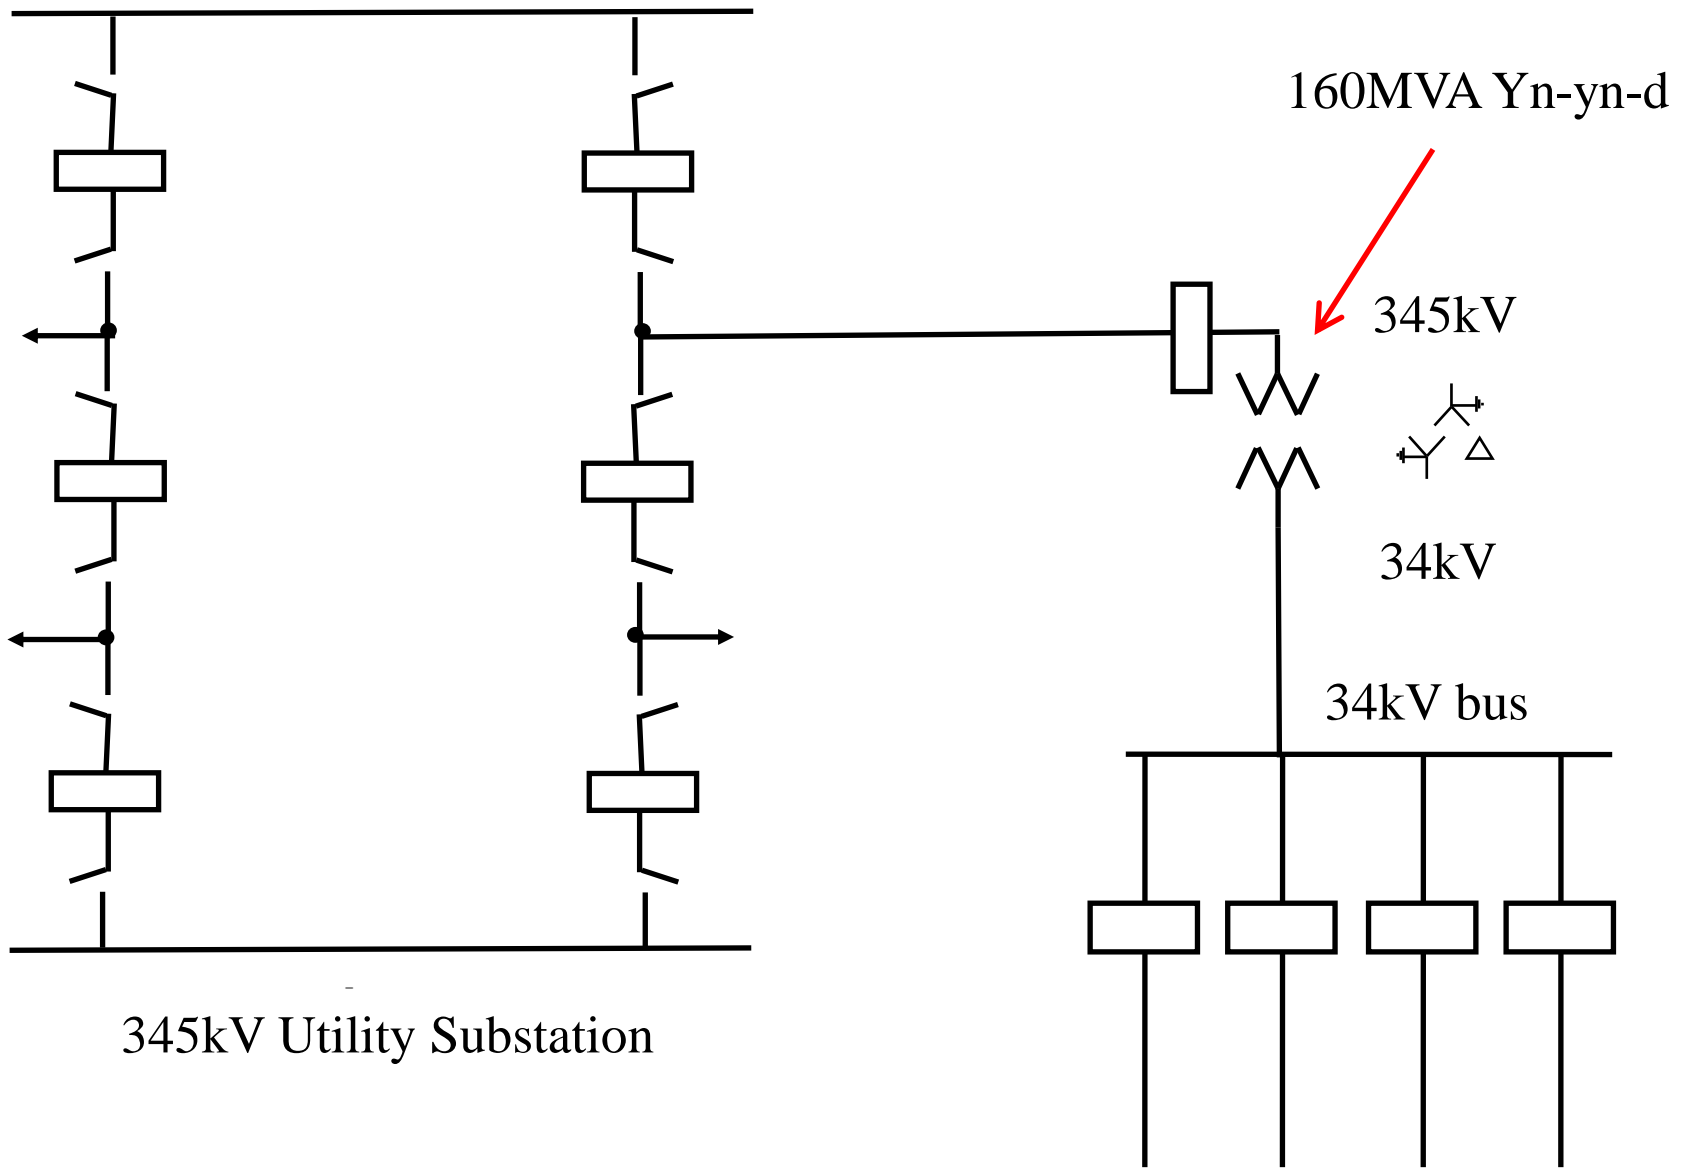 160MVA Yn-yn-d
345kV
34kV
34kV bus
345kV Utility Substation